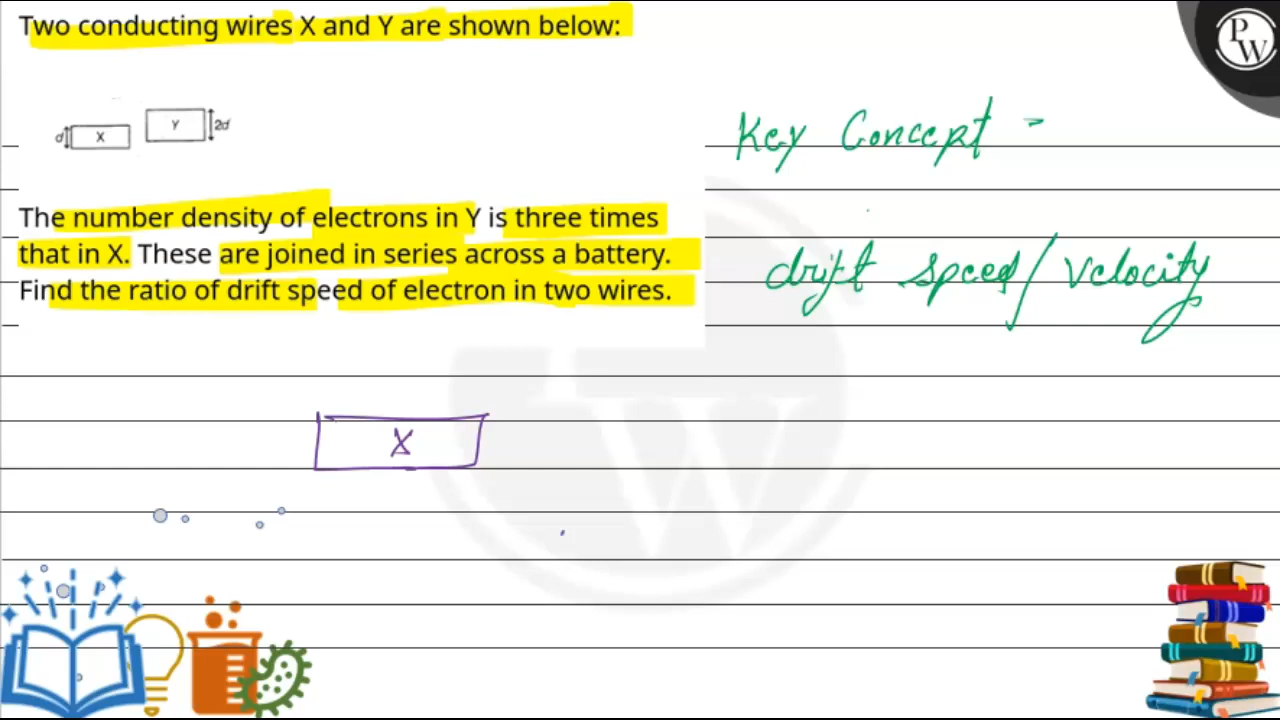 Two conducting wires X and Y are shown below:
d X Y 2d
The number density of electrons in Y is three times
that in X. These are joined in series across a battery.
Find the ratio of drift speed of electron in two wires.
Key Concept =
drift speed / velocity
X
PW
W